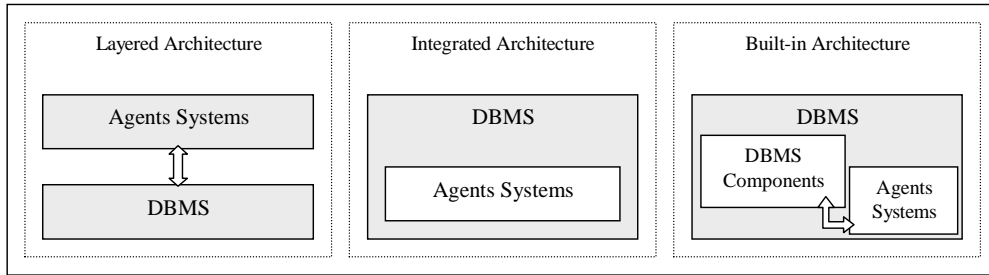 Layered Architecture
Agents Systems
DBMS
Integrated Architecture
DBMS
Agents Systems
Built-in Architecture
DBMS
DBMS
Components
Agents
Systems